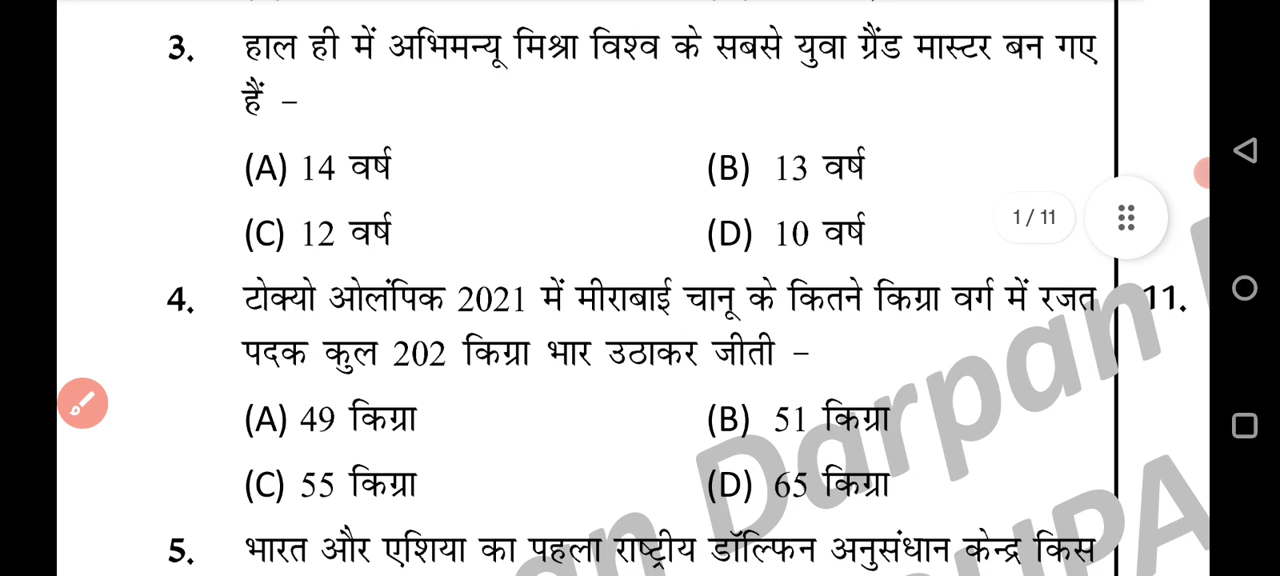 3. हाल ही में अभिमन्यू मिश्रा विश्व के सबसे युवा ग्रैंड मास्टर बन गए
हैं –
(A) 14 वर्ष (B) 13 वर्ष
(C) 12 वर्ष (D) 10 वर्ष
1 / 11
4. टोक्यो ओलंपिक 2021 में मीराबाई चानू के कितने किग्रा वर्ग में रजत
पदक कुल 202 किग्रा भार उठाकर जीती –
(A) 49 किग्रा (B) 51 किग्रा
(C) 55 किग्रा (D) 65 किग्रा
5. भारत और एशिया का पहला राष्ट्रीय डॉल्फिन अनुसंधान केन्द्र किस
11.
Darpan